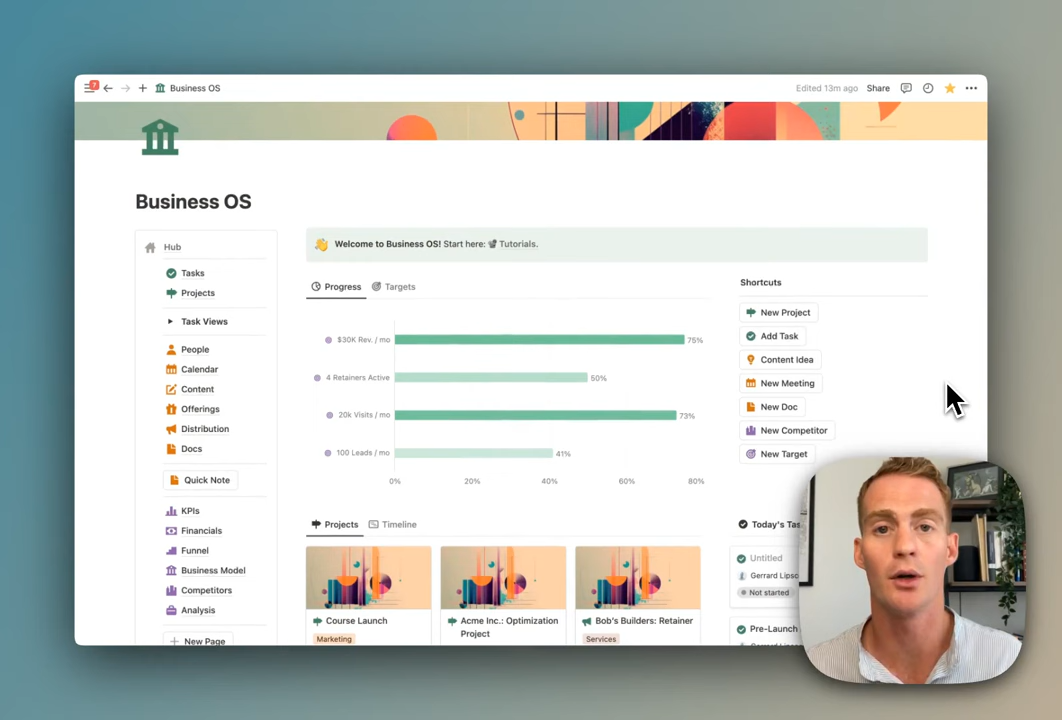 7
Business OS
Edited 13m ago
Share
Business OS
Hub
Tasks
Projects
Task Views
People
Calendar
Content
Offerings
Distribution
Docs
Quick Note
KPIs
Financials
Funnel
Business Model
Competitors
Analysis
New Page
Welcome to Business OS! Start here: Tutorials.
Progress
Targets
$30K Rev. / mo
75%
4 Retainers Active
50%
20k Visits / mo
73%
100 Leads / mo
41%
0% 20% 40% 60% 80%
Shortcuts
New Project
Add Task
Content Idea
New Meeting
New Doc
New Competitor
New Target
Projects
Timeline
Course Launch
Marketing
Acme Inc.: Optimization
Project
Bob's Builders: Retainer
Services
Today's Tas
Untitled
Gerrard Lipsc
Not started
Pre-Launch